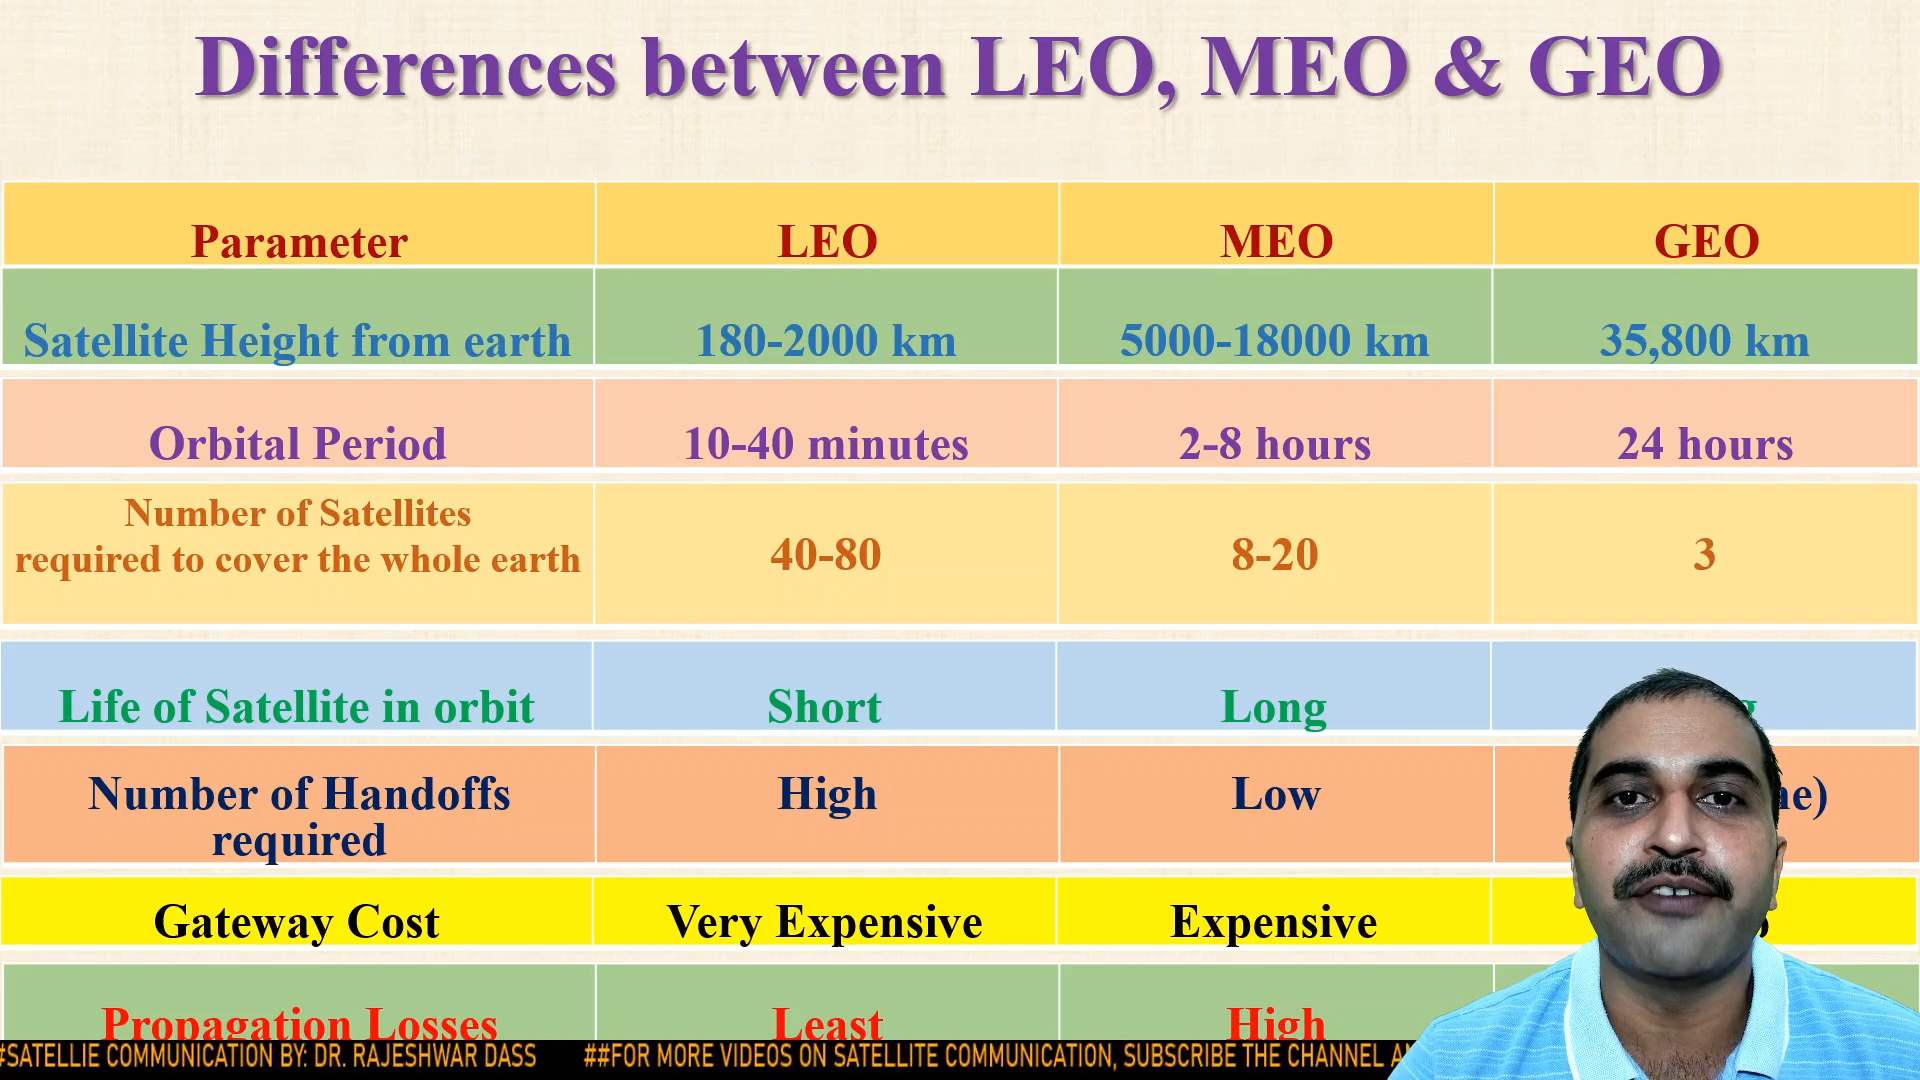 Differences between LEO, MEO & GEO
Parameter LEO MEO GEO
Satellite Height from earth 180-2000 km 5000-18000 km 35,800 km
Orbital Period 10-40 minutes 2-8 hours 24 hours
Number of Satellites
required to cover the whole earth 40-80 8-20 3
Life of Satellite in orbit Short Long
Number of Handoffs High Low
required
Gateway Cost Very Expensive Expensive
Propagation Losses Least High
#SATELLIE COMMUNICATION BY: DR. RAJESHWAR DASS ##FOR MORE VIDEOS ON SATELLITE COMMUNICATION, SUBSCRIBE THE CHANNEL